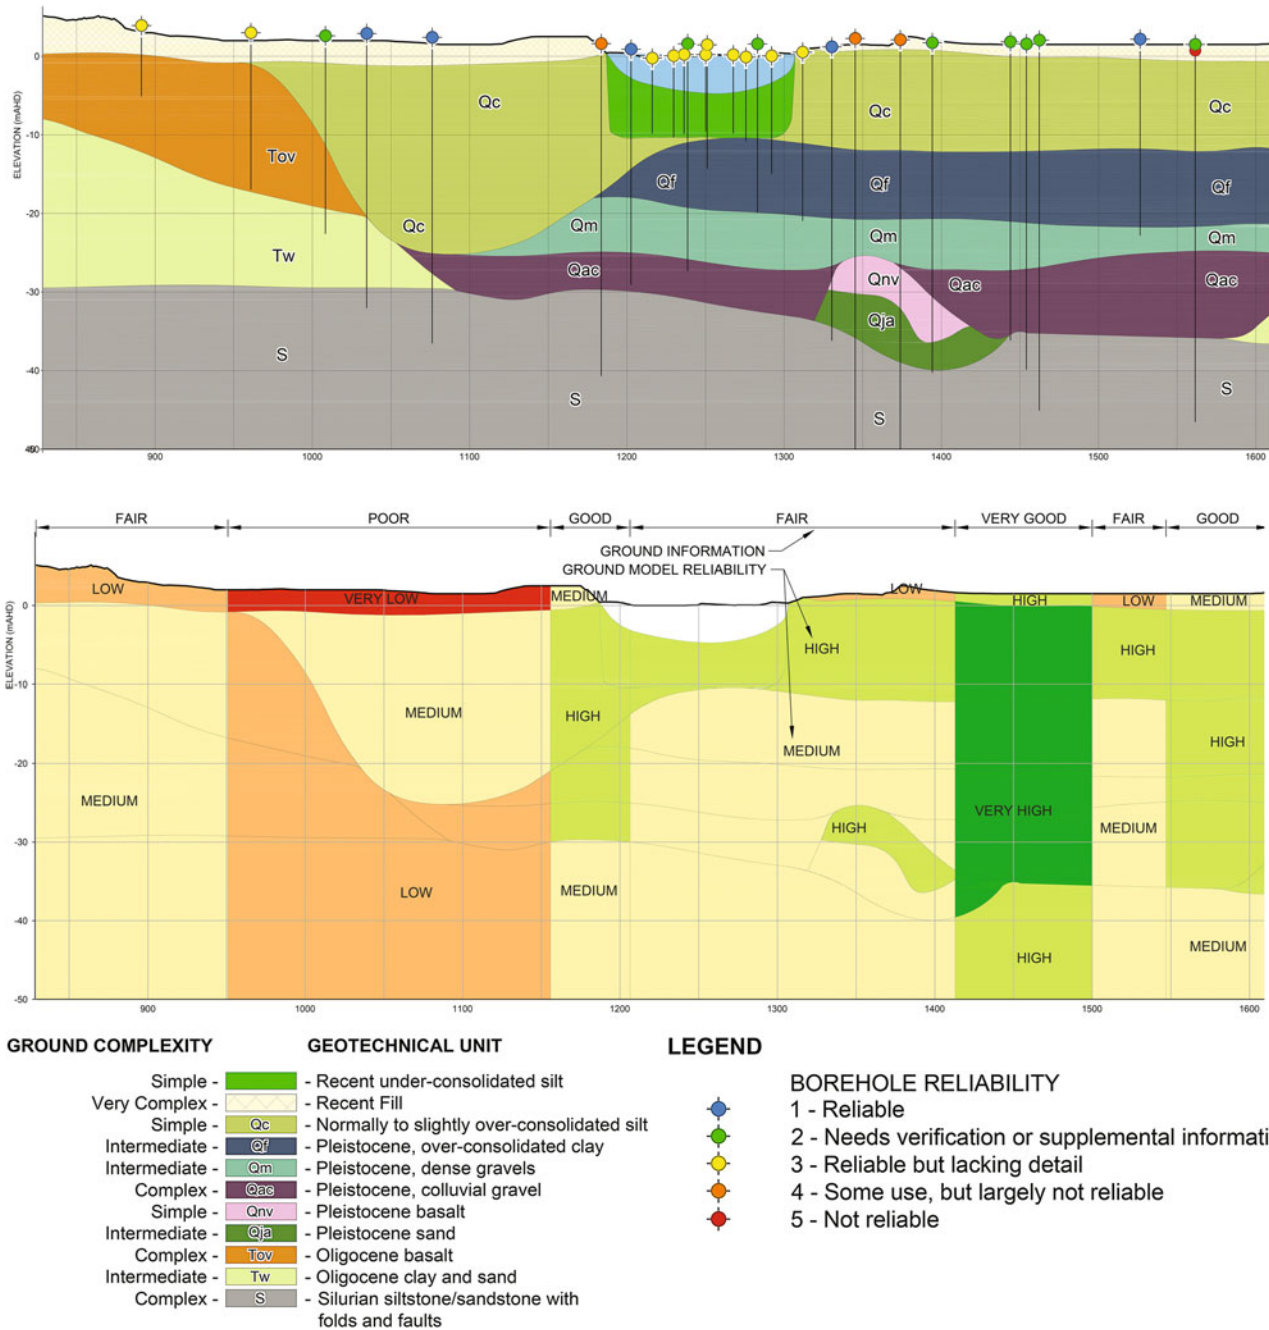 ELEVATION (mAHD)
0
-10
-20
-30
-40
Qc
Qc
Qc
Tov
Qf
Qf
Qf
Qc
Qm
Qm
Qm
Tw
Qac
Qnv
Qac
Qac
Qja
S
S
S
S
900 1000 1100 1200 1300 1400 1500 1600
FAIR POOR GOOD FAIR VERY GOOD FAIR GOOD
GROUND INFORMATION
GROUND MODEL RELIABILITY
ELEVATION (mAHD)
0
-10
-20
-30
-40
-50
LOW VERY LOW MEDIUM LOW HIGH LOW MEDIUM
HIGH HIGH
MEDIUM HIGH MEDIUM HIGH
MEDIUM HIGH VERY HIGH MEDIUM
LOW MEDIUM
HIGH MEDIUM
900 1000 1100 1200 1300 1400 1500 1600
GROUND COMPLEXITY GEOTECHNICAL UNIT
Simple - - Recent under-consolidated silt
Very Complex - - Recent Fill
Simple - Qc - Normally to slightly over-consolidated silt
Intermediate - Qf - Pleistocene, over-consolidated clay
Intermediate - Qm - Pleistocene, dense gravels
Complex - Qac - Pleistocene, colluvial gravel
Simple - Qnv - Pleistocene basalt
Intermediate - Qja - Pleistocene sand
Complex - Tov - Oligocene basalt
Intermediate - Tw - Oligocene clay and sand
Complex - S - Silurian siltstone/sandstone with
folds and faults
LEGEND
BOREHOLE RELIABILITY
1 - Reliable
2 - Needs verification or supplemental informati
3 - Reliable but lacking detail
4 - Some use, but largely not reliable
5 - Not reliable